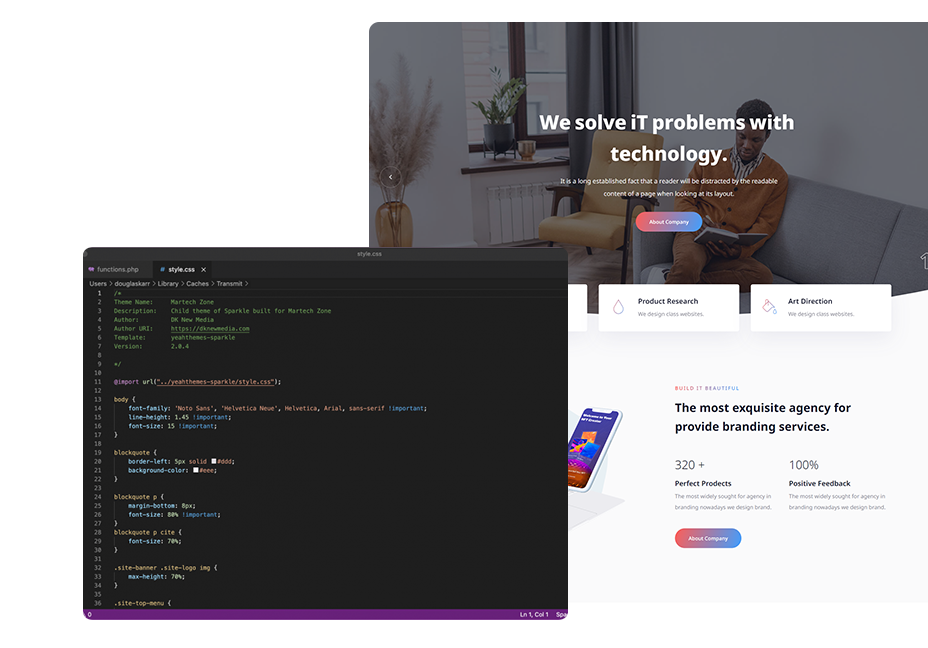 We solve iT problems with
technology.
It is a long established fact that a reader will be distracted by the readable
content of a page when looking at its layout.
About Company
Product Research
We design class websites.
Art Direction
We design class websites.
BUILD IT BEAUTIFUL
The most exquisite agency for
provide branding services.
320 +
100%
Perfect Prodects
Positive Feedback
The most widely sought for agency in
branding nowadays we design brand.
The most widely sought for agency in
branding nowadays we design brand.
About Company
Welcome to Your
NFT Creator
style.css
functions.php
# style.css
Users > douglaskarr > Library > Caches > Transmit >
1 /*
2 Theme Name: Martech Zone
3 Description: Child theme of Sparkle built for Martech Zone
4 Author: DK New Media
5 Author URI: https://dknewmedia.com
6 Template: yeahthemes-sparkle
7 Version: 2.0.4
8
9 */
10
11 @import url("../yeahthemes-sparkle/style.css");
12
13 body {
14 font-family: 'Noto Sans', 'Helvetica Neue', Helvetica, Arial, sans-serif !important;
15 line-height: 1.45 !important;
16 font-size: 15 !important;
17 }
18
19 blockquote {
20 border-left: 5px solid #ddd;
21 background-color: #eee;
22 }
23
24 blockquote p {
25 margin-bottom: 8px;
26 font-size: 80% !important;
27 }
28 blockquote p cite {
29 font-size: 70%;
30 }
31
32 .site-banner .site-logo img {
33 max-height: 70%;
34 }
35
36 .site-top-menu {
0
Ln 1, Col 1 Spa